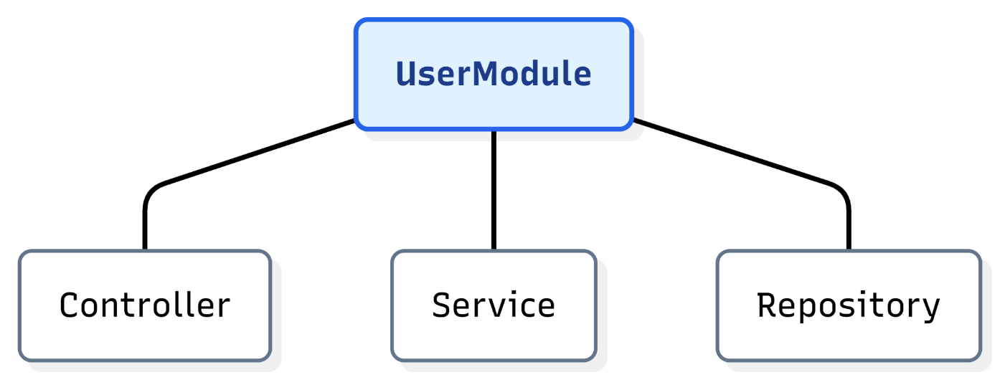 UserModule
Controller
Service
Repository